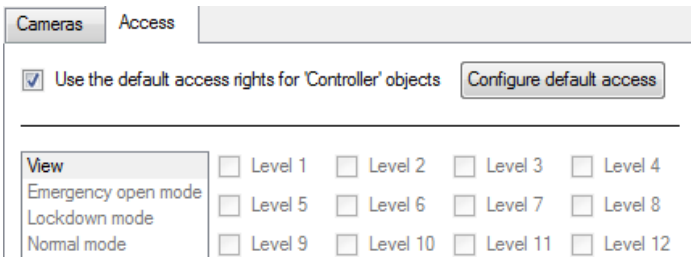 Cameras Access
Use the default access rights for 'Controller' objects Configure default access
View Level 1 Level 2 Level 3 Level 4
Emergency open mode
Lockdown mode Level 5 Level 6 Level 7 Level 8
Normal mode Level 9 Level 10 Level 11 Level 12